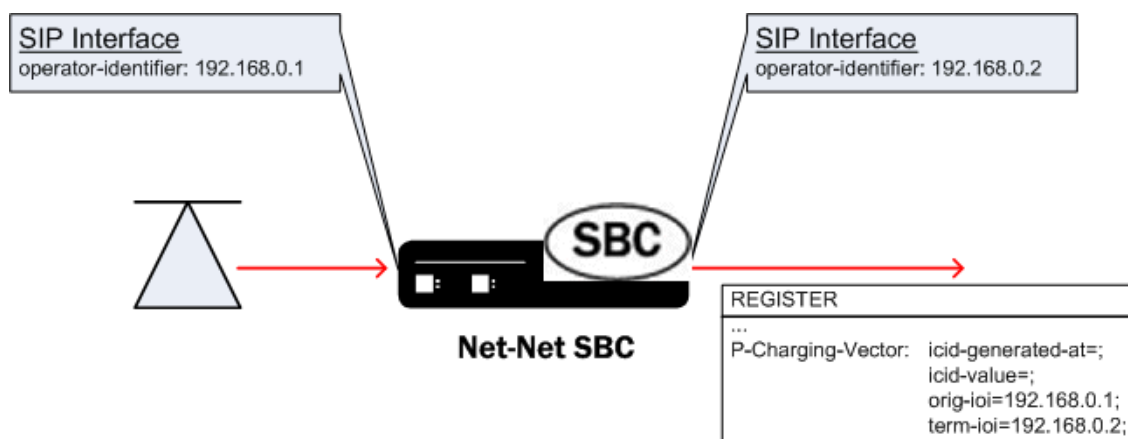 SIP Interface
operator-identifier: 192.168.0.1
SIP Interface
operator-identifier: 192.168.0.2
SBC
Net-Net SBC
REGISTER
...
P-Charging-Vector: icid-generated-at=;
icid-value=;
orig-ioi=192.168.0.1;
term-ioi=192.168.0.2;